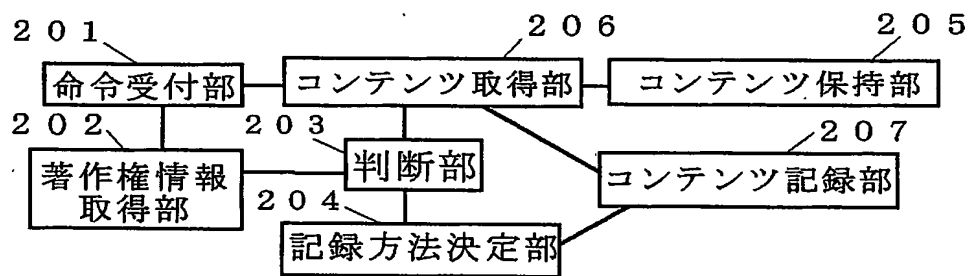 201
命令受付部
206
コンテンツ取得部
205
コンテンツ保持部
202
著作権情報
取得部
203
判断部
207
コンテンツ記録部
204
記録方法決定部